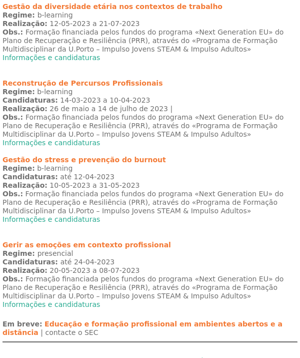 Gestão da diversidade etária nos contextos de trabalho
Regime: b-learning
Realização: 12-05-2023 a 21-07-2023
Obs.: Formação financiada pelos fundos do programa «Next Generation EU» do
Plano de Recuperação e Resiliência (PRR), através do «Programa de Formação
Multidisciplinar da U.Porto – Impulso Jovens STEAM & Impulso Adultos»
Informações e candidaturas
Reconstrução de Percursos Profissionais
Regime: b-learning
Candidaturas: 14-03-2023 a 10-04-2023
Realização: 26 de maio a 14 de julho de 2023 |
Obs.: Formação financiada pelos fundos do programa «Next Generation EU» do
Plano de Recuperação e Resiliência (PRR), através do «Programa de Formação
Multidisciplinar da U.Porto – Impulso Jovens STEAM & Impulso Adultos»
Informações e candidaturas
Gestão do stress e prevenção do burnout
Regime: b-learning
Candidaturas: até 12-04-2023
Realização: 10-05-2023 a 31-05-2023
Obs.: Formação financiada pelos fundos do programa «Next Generation EU» do
Plano de Recuperação e Resiliência (PRR), através do «Programa de Formação
Multidisciplinar da U.Porto – Impulso Jovens STEAM & Impulso Adultos»
Informações e candidaturas
Gerir as emoções em contexto profissional
Regime: presencial
Candidaturas: até 24-04-2023
Realização: 20-05-2023 a 08-07-2023
Obs.: Formação financiada pelos fundos do programa «Next Generation EU» do
Plano de Recuperação e Resiliência (PRR), através do «Programa de Formação
Multidisciplinar da U.Porto – Impulso Jovens STEAM & Impulso Adultos»
Informações e candidaturas
Em breve: Educação e formação profissional em ambientes abertos e a
distância | contacte o SEC